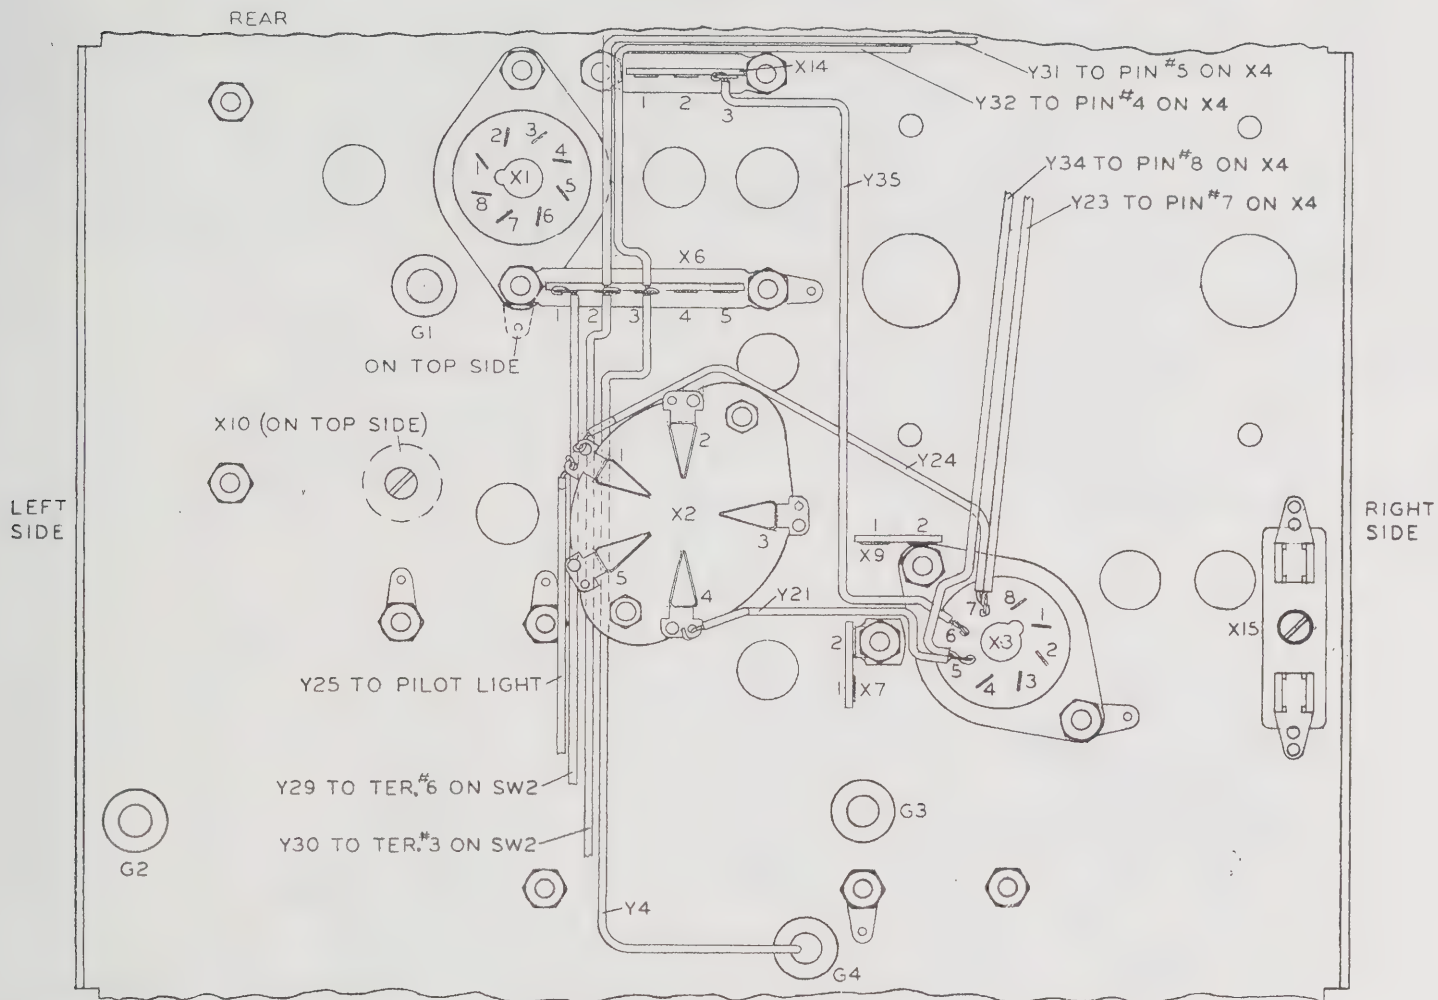 REAR
X14
1 2 3
Y31 TO PIN #5 ON X4
Y32 TO PIN #4 ON X4
2 3
1 4
X1
8 5
7 6
Y35
Y34 TO PIN #8 ON X4
Y23 TO PIN #7 ON X4
X6
1 2 3 4 5
G1
ON TOP SIDE
X10 (ON TOP SIDE)
1 2
X2
3
5 4
Y24
LEFT
SIDE
RIGHT
SIDE
1 2
X9
Y21
7 8
6 1
X3
5 2
4 3
2
1 X7
X15
Y25 TO PILOT LIGHT
Y29 TO TER. #6 ON SW2
Y30 TO TER. #3 ON SW2
G2
G3
Y4
G4